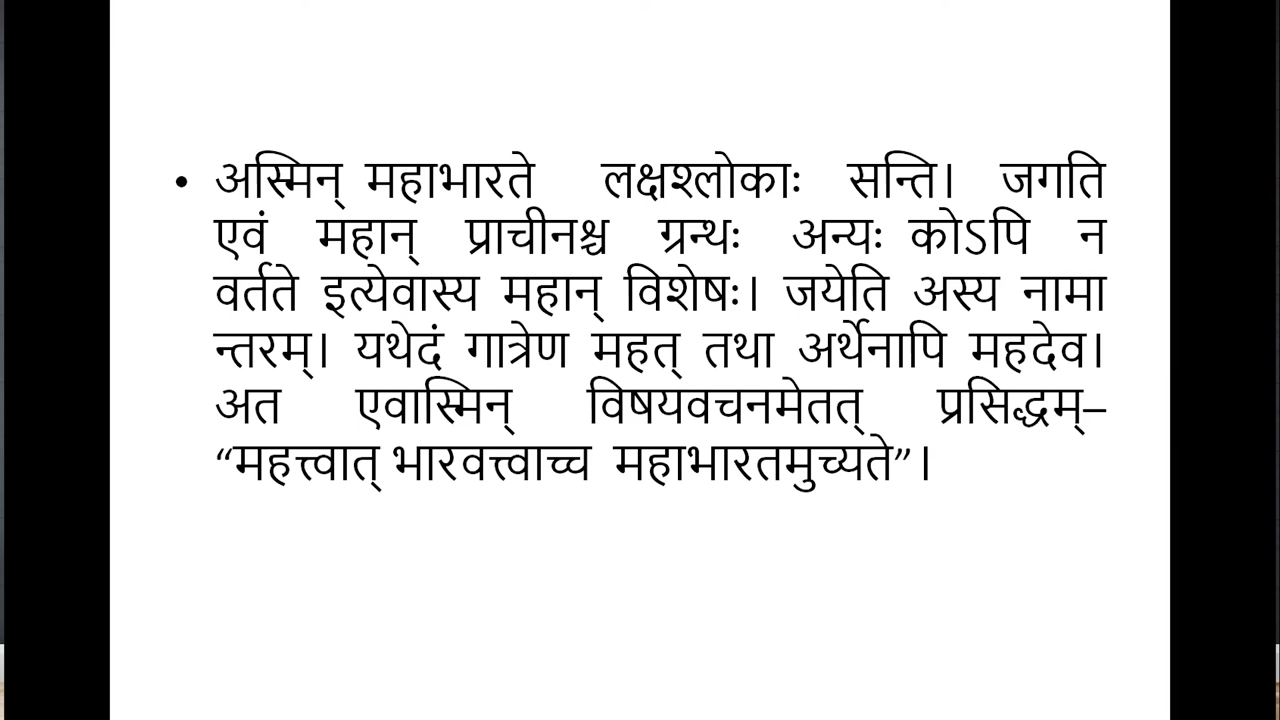 • अस्मिन् महाभारते लक्षश्लोकाः सन्ति। जगति
एवं महान् प्राचीनश्च ग्रन्थः अन्यः कोऽपि न
वर्तते इत्येवास्य महान् विशेषः। जयेति अस्य नामा
न्तरम्। यथेदं गात्रेण महत् तथा अर्थेनापि महदेव।
अत एवास्मिन् विषयवचनमेतत् प्रसिद्धम्–
“महत्त्वात् भारवत्त्वाच्च महाभारतमुच्यते”।